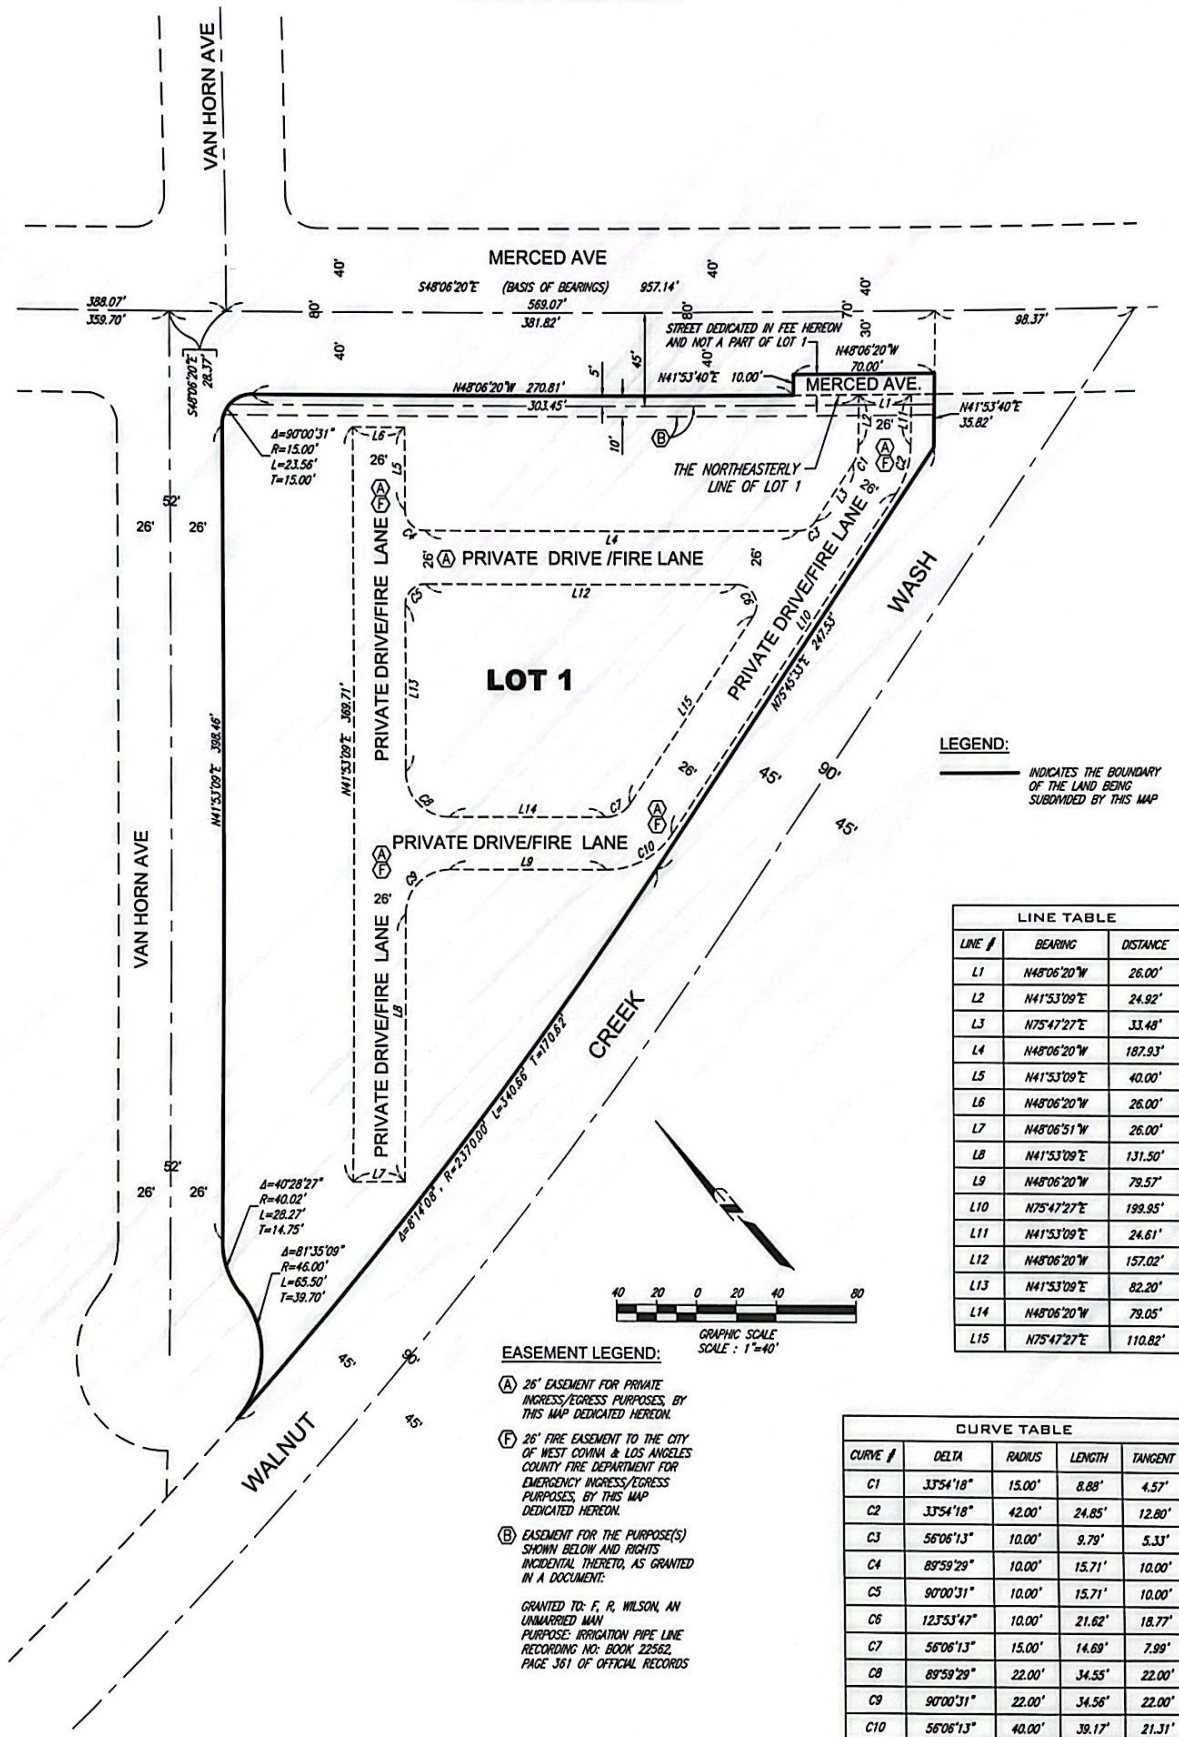 VAN HORN AVE
MERCED AVE
S48°06'20"E (BASIS OF BEARINGS) 957.14'
388.07'
359.70'
S48°06'20"E
28.37'
569.07'
381.82'
98.37'
40'
80'
40'
40'
80'
40'
40'
70'
30'
45'
5'
10'
STREET DEDICATED IN FEE HEREON
AND NOT A PART OF LOT 1
N48°06'20"W
70.00'
N41°53'40"E 10.00'
MERCED AVE.
N41°53'40"E
35.82'
N48°06'20"W 270.81'
303.45'
B
THE NORTHEASTERLY
LINE OF LOT 1
Δ=90°00'31"
R=15.00'
L=23.56'
T=15.00'
L6
26'
L5
A
F
L1
L2
L11
26'
A
F
C1
C2
L3
26'
C3
C4
L4
52'
26' 26'
26' A PRIVATE DRIVE /FIRE LANE 26'
C5
L12
C6
PRIVATE DRIVE/FIRE LANE
PRIVATE DRIVE/FIRE LANE
L10
N75°45'33"E 247.53'
WASH
LOT 1
L13
L15
N41°53'09"E 369.71'
N41°53'09"E 398.46'
26'
45'
90'
45'
C8
L14
C7
A
F
A
F
PRIVATE DRIVE/FIRE LANE
C9
L9
C10
26'
VAN HORN AVE
PRIVATE DRIVE/FIRE LANE
L8
L7
CREEK
Δ=8°14'08", R=2370.00' L=340.66' T=170.62'
52'
26' 26'
Δ=40°28'27"
R=40.02'
L=28.27'
T=14.75'
Δ=81°35'09"
R=46.00'
L=65.50'
T=39.70'
45'
90'
45'
WALNUT
LEGEND:
INDICATES THE BOUNDARY
OF THE LAND BEING
SUBDIVIDED BY THIS MAP
Z
40 20 0 20 40 80
GRAPHIC SCALE
SCALE : 1"=40'
EASEMENT LEGEND:
A 26' EASEMENT FOR PRIVATE
INGRESS/EGRESS PURPOSES, BY
THIS MAP DEDICATED HEREON.
F 26' FIRE EASEMENT TO THE CITY
OF WEST COVINA & LOS ANGELES
COUNTY FIRE DEPARTMENT FOR
EMERGENCY INGRESS/EGRESS
PURPOSES, BY THIS MAP
DEDICATED HEREON.
B EASEMENT FOR THE PURPOSE(S)
SHOWN BELOW AND RIGHTS
INCIDENTAL THERETO, AS GRANTED
IN A DOCUMENT:
GRANTED TO: F, R, WILSON, AN
UNMARRIED MAN
PURPOSE: IRRIGATION PIPE LINE
RECORDING NO: BOOK 22562,
PAGE 361 OF OFFICIAL RECORDS
LINE TABLE
LINE # BEARING DISTANCE
L1 N48°06'20"W 26.00'
L2 N41°53'09"E 24.92'
L3 N75°47'27"E 33.48'
L4 N48°06'20"W 187.93'
L5 N41°53'09"E 40.00'
L6 N48°06'20"W 26.00'
L7 N48°06'51"W 26.00'
L8 N41°53'09"E 131.50'
L9 N48°06'20"W 79.57'
L10 N75°47'27"E 199.95'
L11 N41°53'09"E 24.61'
L12 N48°06'20"W 157.02'
L13 N41°53'09"E 82.20'
L14 N48°06'20"W 79.05'
L15 N75°47'27"E 110.82'
CURVE TABLE
CURVE # DELTA RADIUS LENGTH TANGENT
C1 33°54'18" 15.00' 8.88' 4.57'
C2 33°54'18" 42.00' 24.85' 12.80'
C3 56°06'13" 10.00' 9.79' 5.33'
C4 89°59'29" 10.00' 15.71' 10.00'
C5 90°00'31" 10.00' 15.71' 10.00'
C6 123°53'47" 10.00' 21.62' 18.77'
C7 56°06'13" 15.00' 14.69' 7.99'
C8 89°59'29" 22.00' 34.55' 22.00'
C9 90°00'31" 22.00' 34.56' 22.00'
C10 56°06'13" 40.00' 39.17' 21.31'